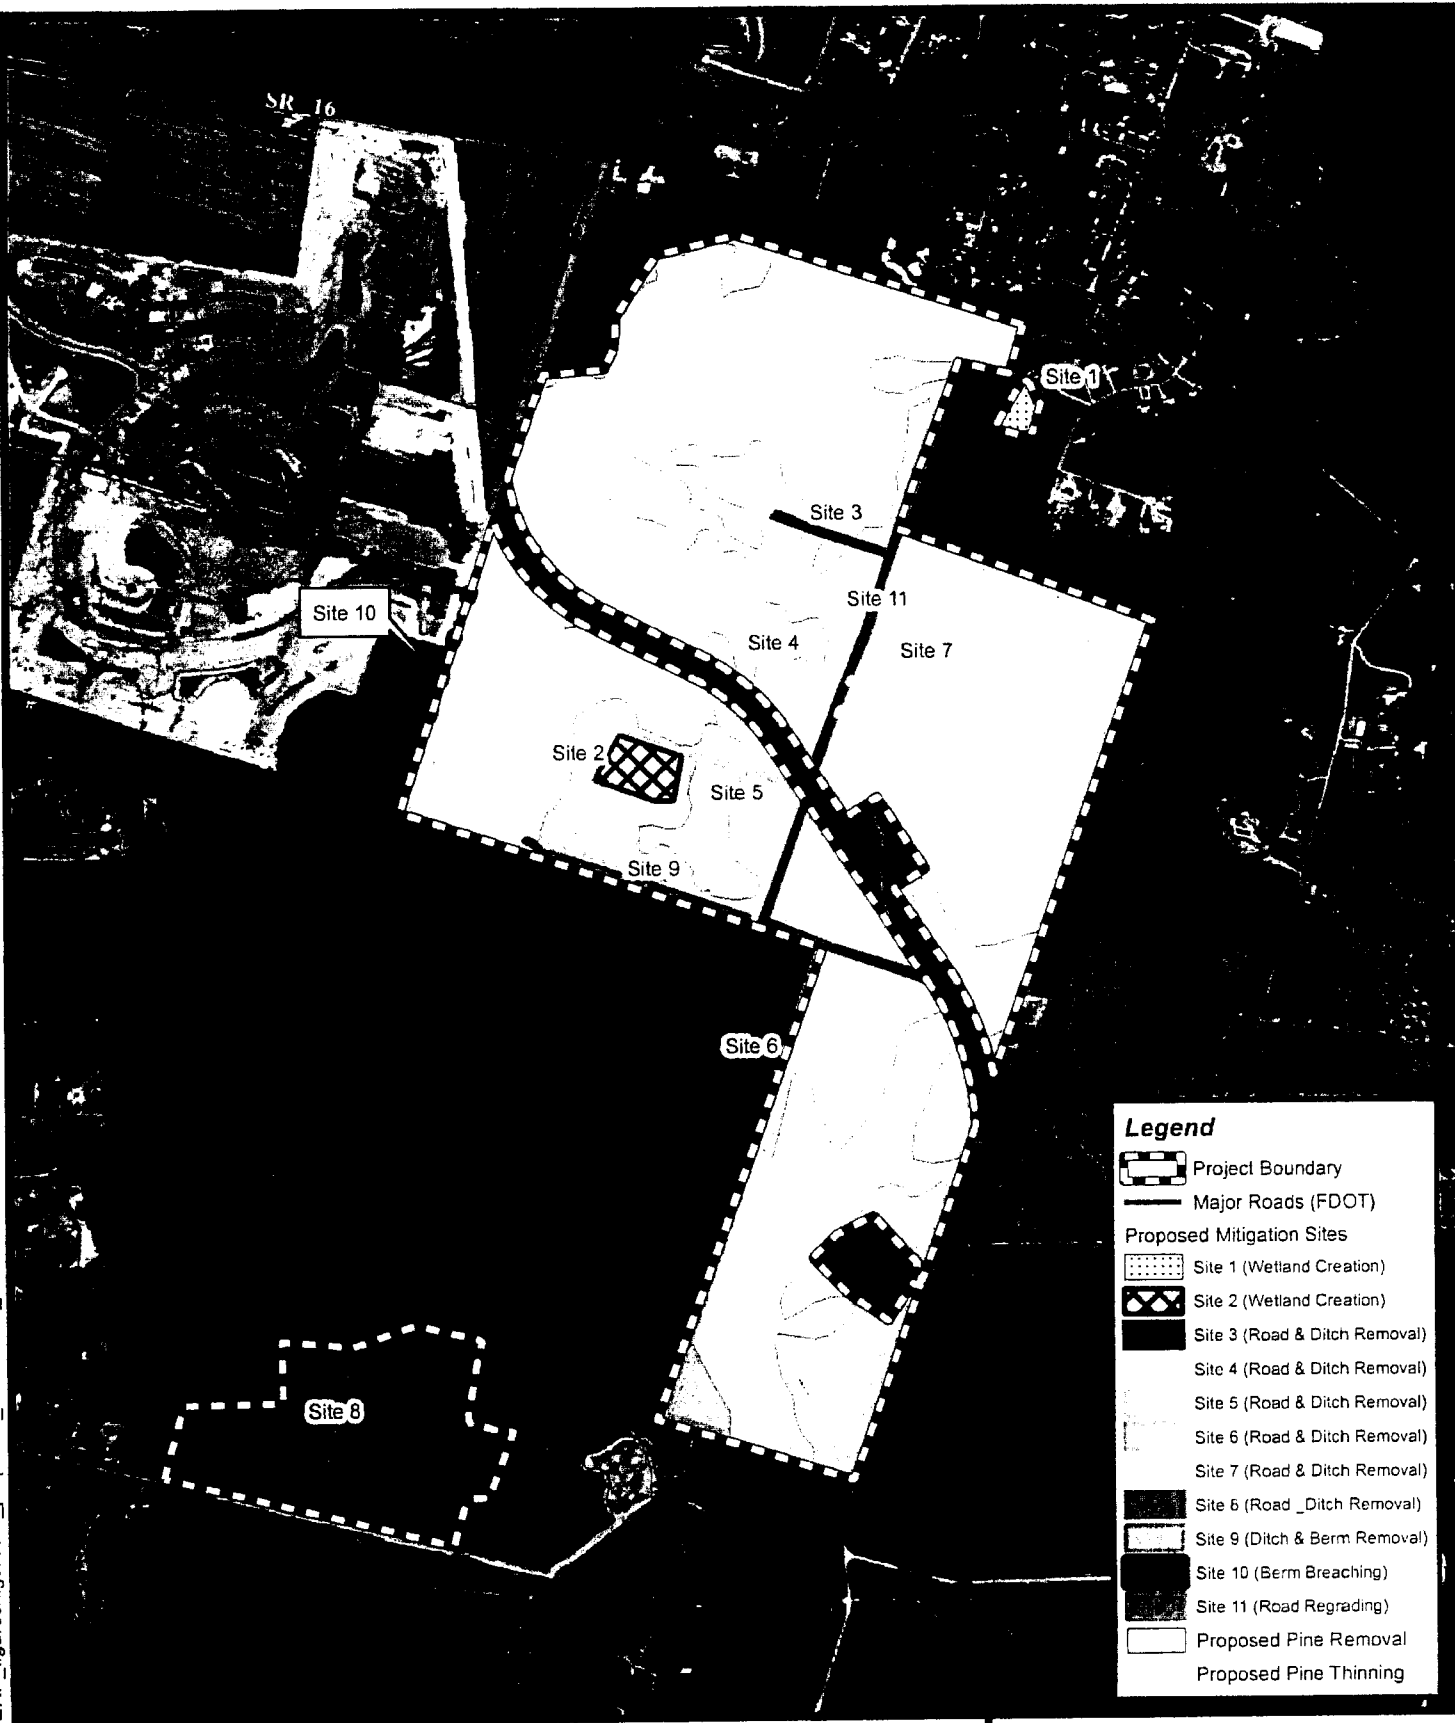 SR 16
Site 1
Site 3
Site 11
Site 10
Site 4
Site 7
Site 2
Site 5
Site 9
Site 6
Site 8
Legend
Project Boundary
Major Roads (FDOT)
Proposed Mitigation Sites
Site 1 (Wetland Creation)
Site 2 (Wetland Creation)
Site 3 (Road & Ditch Removal)
Site 4 (Road & Ditch Removal)
Site 5 (Road & Ditch Removal)
Site 6 (Road & Ditch Removal)
Site 7 (Road & Ditch Removal)
Site 8 (Road _Ditch Removal)
Site 9 (Ditch & Berm Removal)
Site 10 (Berm Breaching)
Site 11 (Road Regrading)
Proposed Pine Removal
Proposed Pine Thinning